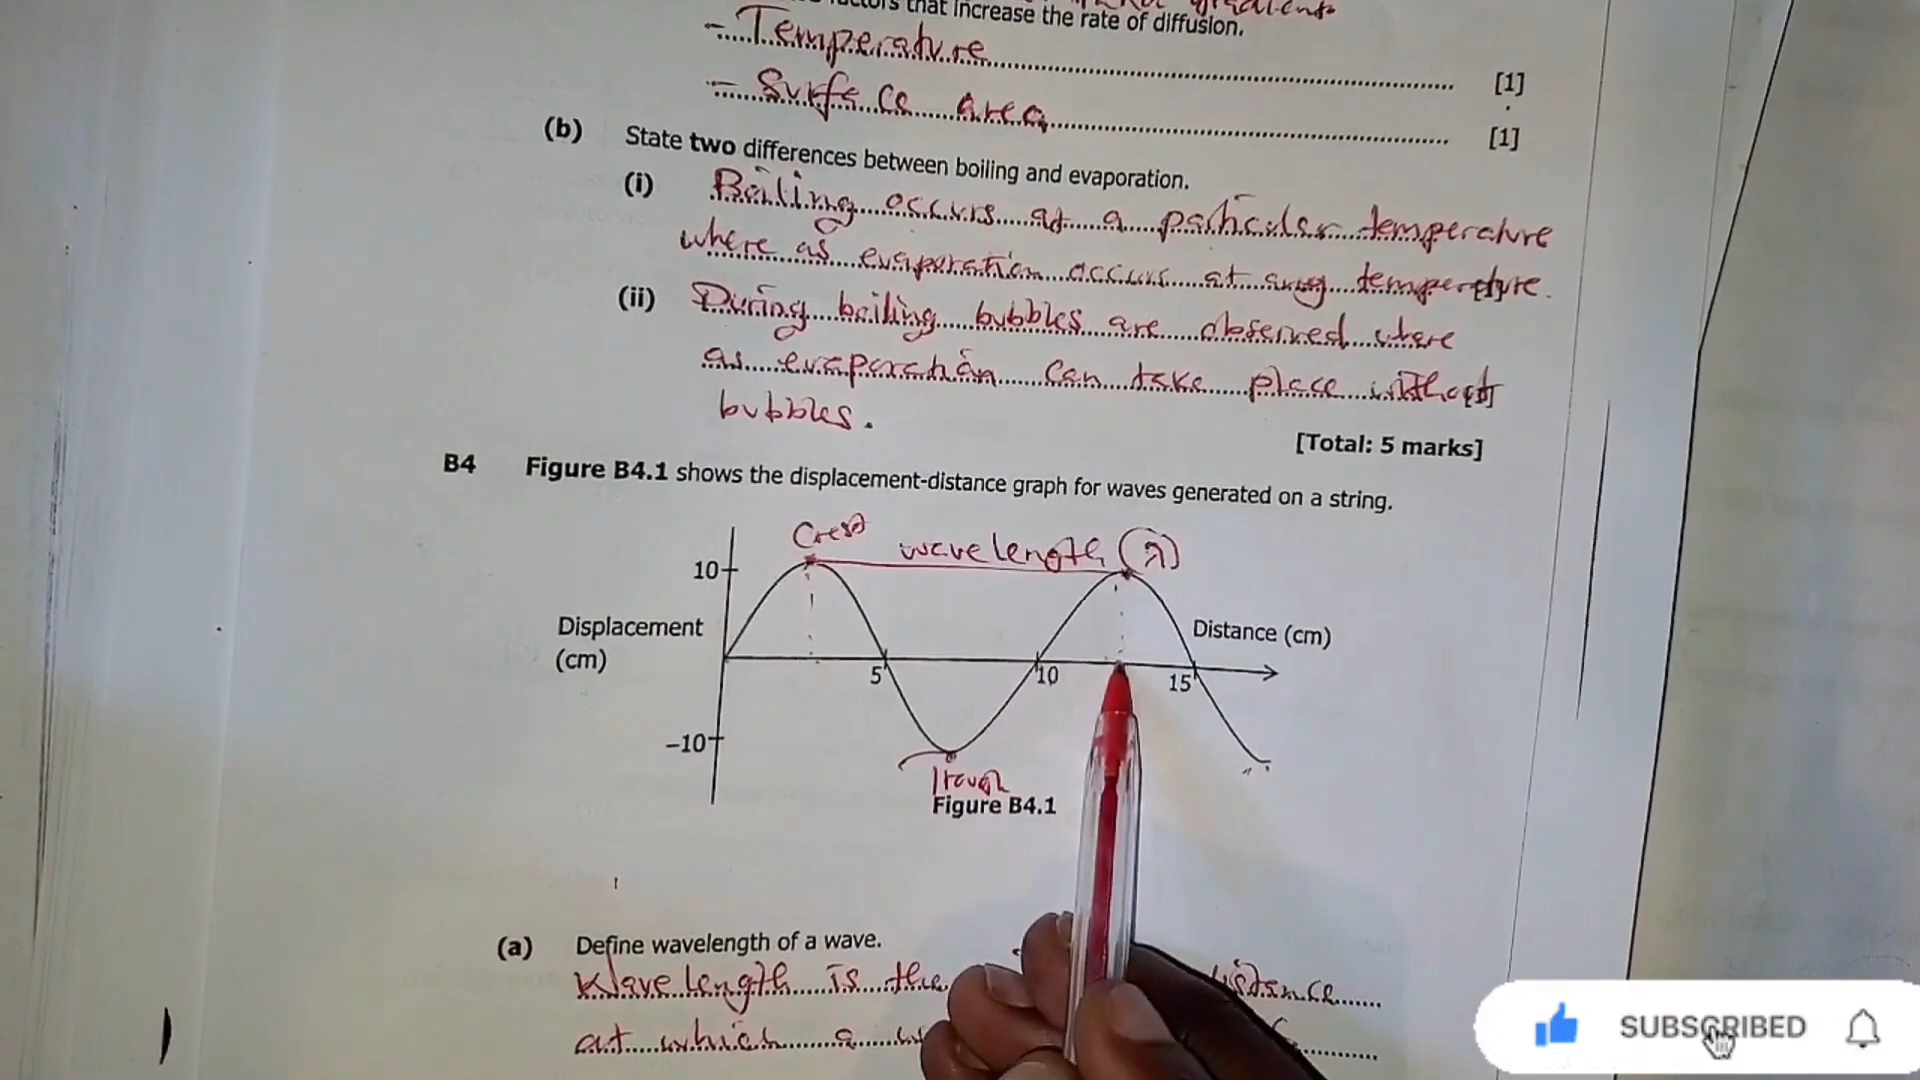 gradient
factors that increase the rate of diffusion.
- Temperature [1]
- Surface area [1]
(b) State two differences between boiling and evaporation.
(i) Boiling occurs at a particular temperature
where as evaporation occurs at any temperature.
(ii) During boiling bubbles are observed where
as evaporation can take place without
bubbles.
[Total: 5 marks]
B4 Figure B4.1 shows the displacement-distance graph for waves generated on a string.
Crest wavelength (λ)
10
Displacement
(cm)
Distance (cm)
5 10 15
-10
Trough
Figure B4.1
(a) Define wavelength of a wave.
Wavelength is the distance
at which a
SUBSCRIBED